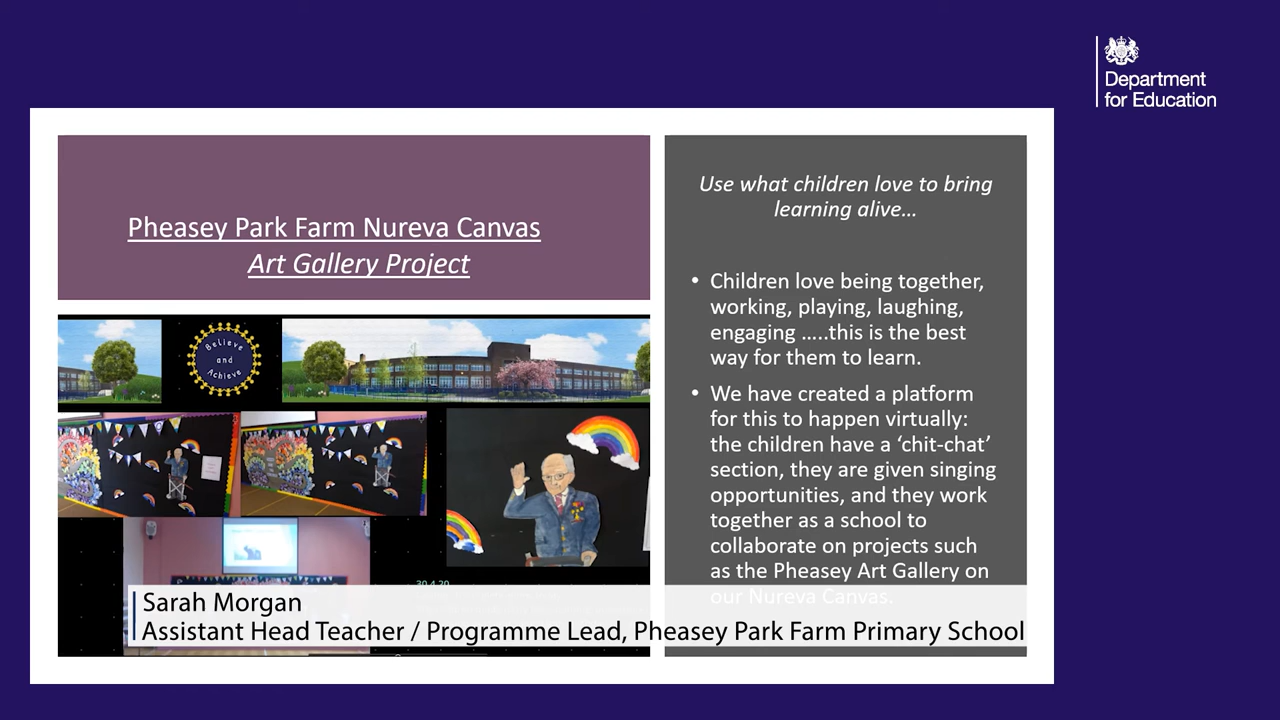 Department
for Education
Pheasey Park Farm Nureva Canvas
Art Gallery Project
Use what children love to bring
learning alive…
• Children love being together,
working, playing, laughing,
engaging …..this is the best
way for them to learn.
• We have created a platform
for this to happen virtually:
the children have a ‘chit-chat’
section, they are given singing
opportunities, and they work
together as a school to
collaborate on projects such
as the Pheasey Art Gallery on
our Nureva Canvas.
Believe
and
Achieve
30.4.20
Sarah Morgan
Assistant Head Teacher / Programme Lead, Pheasey Park Farm Primary School